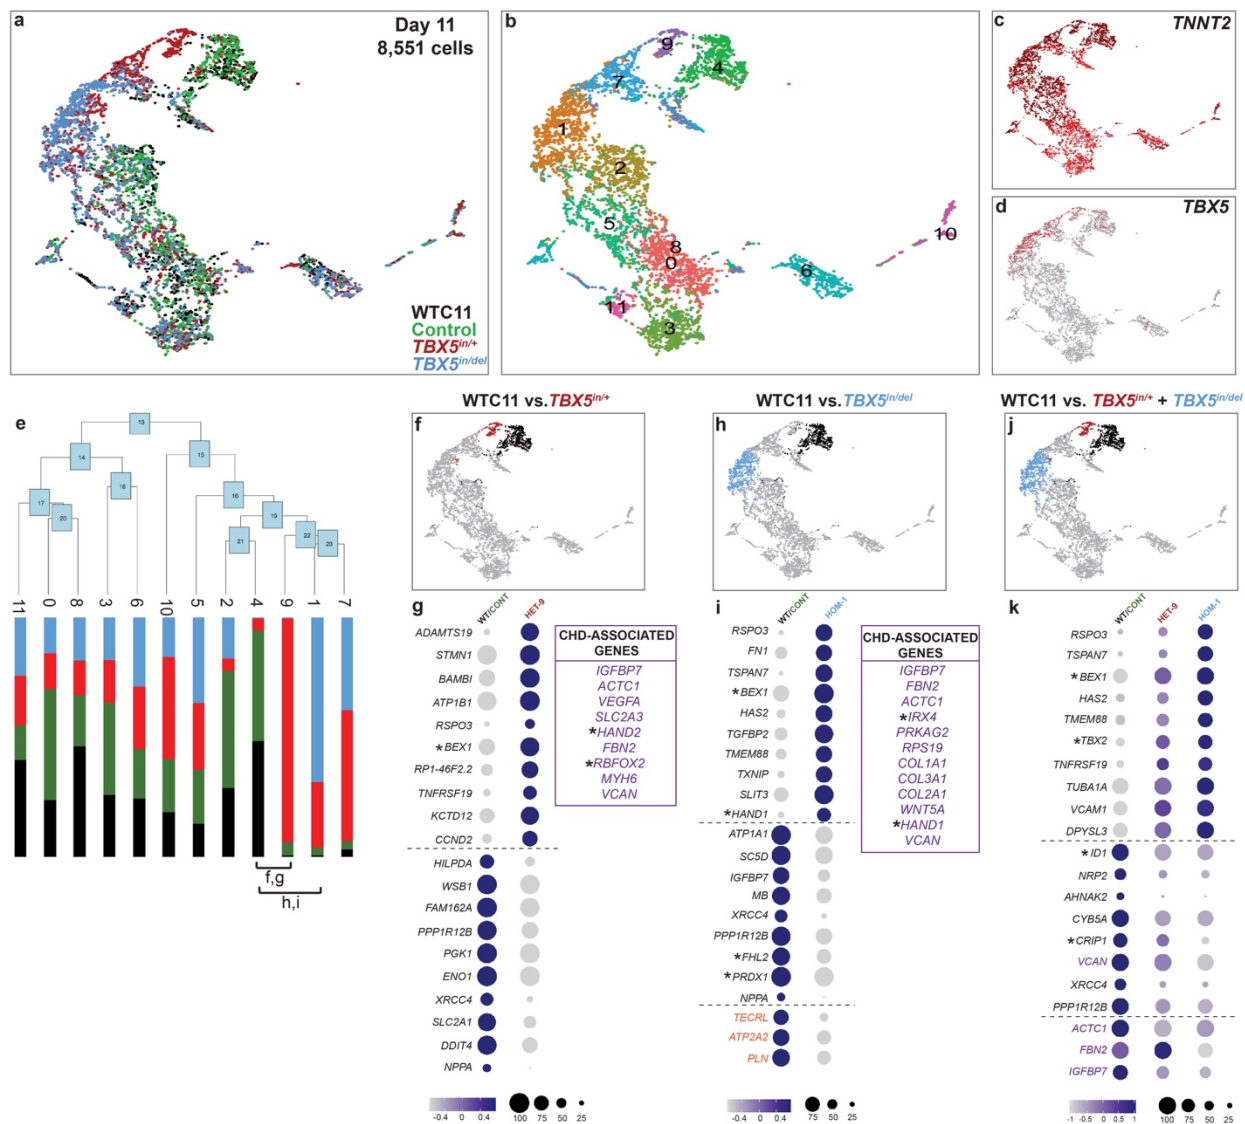 a
Day 11
8,551 cells
WTC11
Control
TBX5in/+
TBX5in/del
b
9
4
7
1
2
5
8
0
10
6
11
3
c
TNNT2
d
TBX5
e
13
14
15
18
16
17
20
19
21
22
23
11
0
8
3
6
10
5
2
4
9
1
7
f,g
h,i
WTC11 vs.TBX5in/+
f
g
WT/CONT
HET-9
ADAMTS19
STMN1
BAMBI
ATP1B1
RSPO3
*BEX1
RP1-46F2.2
TNFRSF19
KCTD12
CCND2
HILPDA
WSB1
FAM162A
PPP1R12B
PGK1
ENO1
XRCC4
SLC2A1
DDIT4
NPPA
-0.4 0 0.4
100 75 50 25
CHD-ASSOCIATED
GENES
IGFBP7
ACTC1
VEGFA
SLC2A3
*HAND2
FBN2
*RBFOX2
MYH6
VCAN
WTC11 vs.TBX5in/del
h
i
WT/CONT
HOM-1
RSPO3
FN1
TSPAN7
*BEX1
HAS2
TGFBP2
TMEM88
TXNIP
SLIT3
*HAND1
ATP1A1
SC5D
IGFBP7
MB
XRCC4
PPP1R12B
*FHL2
*PRDX1
NPPA
TECRL
ATP2A2
PLN
-0.4 0 0.4
75 50 25
CHD-ASSOCIATED
GENES
IGFBP7
FBN2
ACTC1
*IRX4
PRKAG2
RPS19
COL1A1
COL3A1
COL2A1
WNT5A
*HAND1
VCAN
WTC11 vs. TBX5in/+ + TBX5in/del
j
k
WT/CONT
HET-9
HOM-1
RSPO3
TSPAN7
*BEX1
HAS2
TMEM88
*TBX2
TNFRSF19
TUBA1A
VCAM1
DPYSL3
*ID1
NRP2
AHNAK2
CYB5A
*CRIP1
VCAN
XRCC4
PPP1R12B
ACTC1
FBN2
IGFBP7
-1 -0.5 0 0.5 1
100 75 50 25